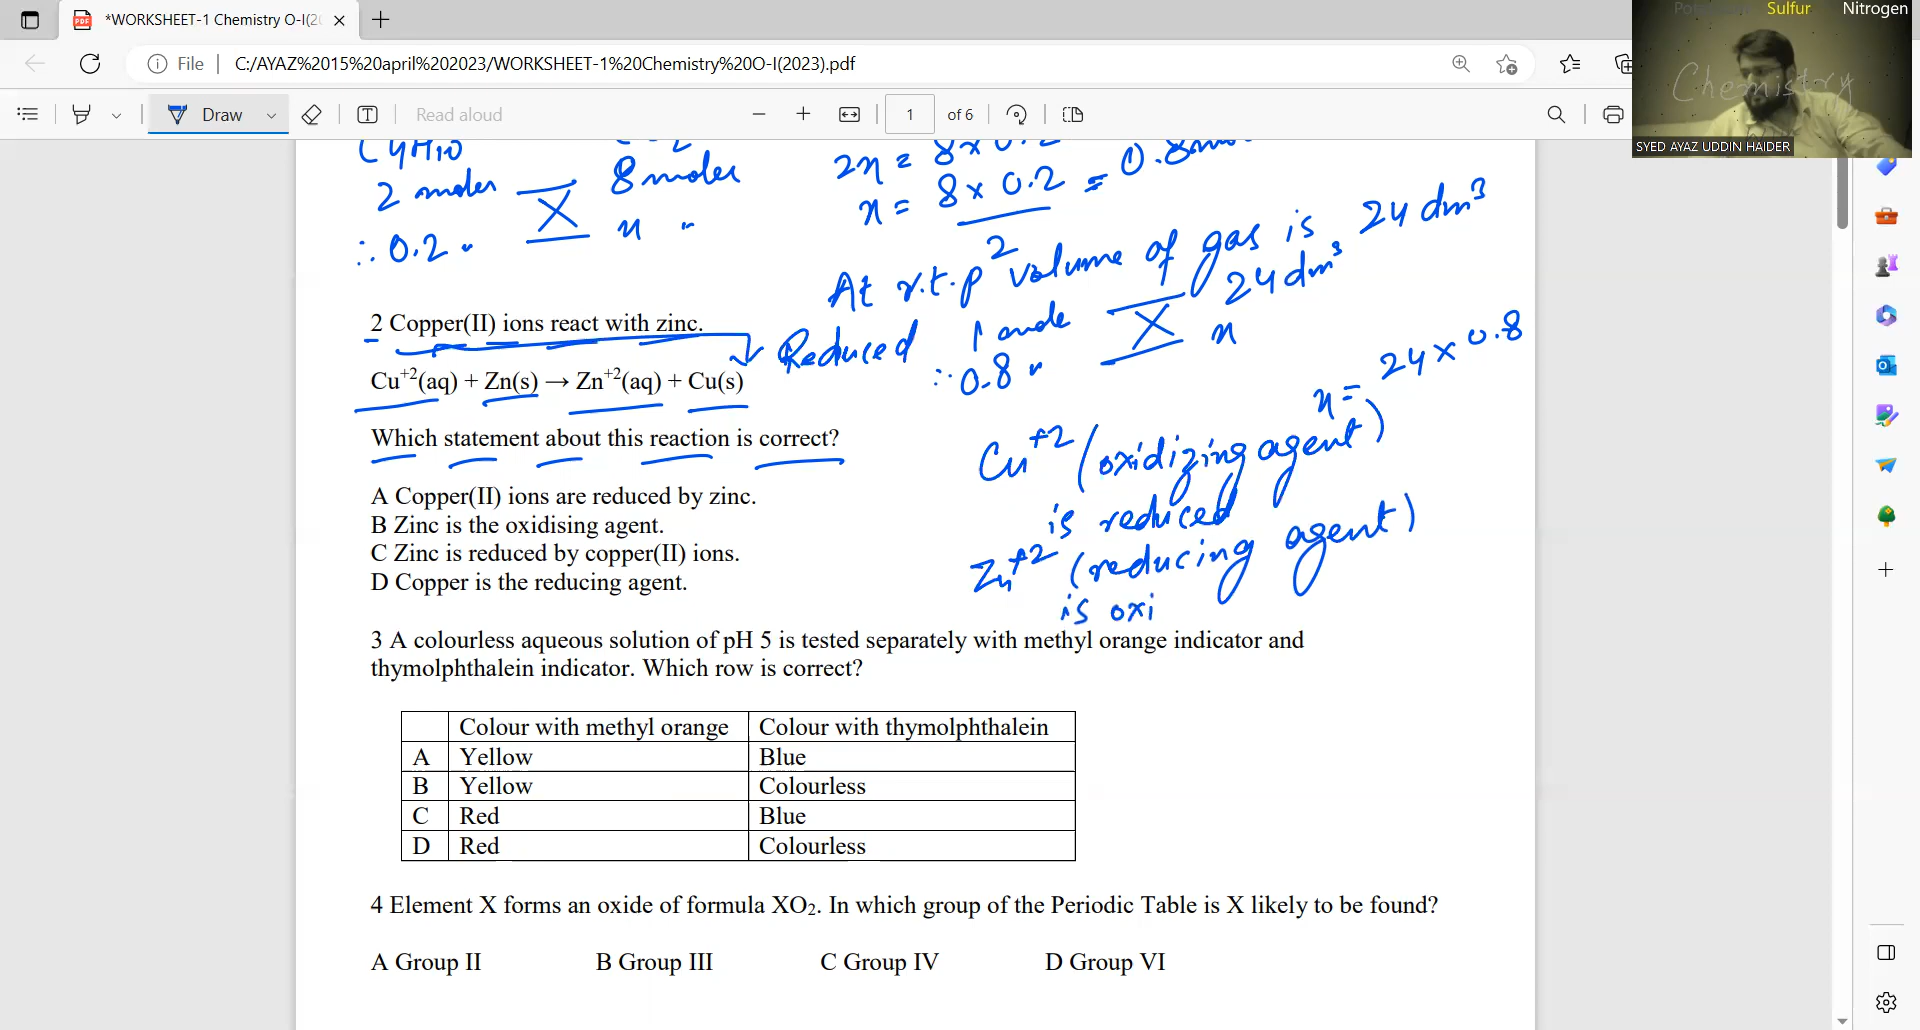 *WORKSHEET-1 Chemistry O-I(20
File
C:/AYAZ%2015%20april%202023/WORKSHEET-1%20Chemistry%20O-I(2023).pdf
Draw
Read aloud
1 of 6
Sulfur Nitrogen
Chemistry
SYED AYAZ UDDIN HAIDER
C4H10
2 moles 8 moles
∴ 0.2 " x "
2x = 8 x 0.2
x = 8 x 0.2 = 0.8
2
At r.t.p volume of gas is 24 dm3
1 mole 24 dm3
∴ 0.8 " x
x = 24 x 0.8
2 Copper(II) ions react with zinc.
Reduced
Cu+2(aq) + Zn(s) → Zn+2(aq) + Cu(s)
Which statement about this reaction is correct?
A Copper(II) ions are reduced by zinc.
B Zinc is the oxidising agent.
C Zinc is reduced by copper(II) ions.
D Copper is the reducing agent.
Cu+2 (oxidizing agent)
is reduced
Zn+2 (reducing agent)
is oxi
3 A colourless aqueous solution of pH 5 is tested separately with methyl orange indicator and
thymolphthalein indicator. Which row is correct?
Colour with methyl orange Colour with thymolphthalein
A Yellow Blue
B Yellow Colourless
C Red Blue
D Red Colourless
4 Element X forms an oxide of formula XO2. In which group of the Periodic Table is X likely to be found?
A Group II B Group III C Group IV D Group VI